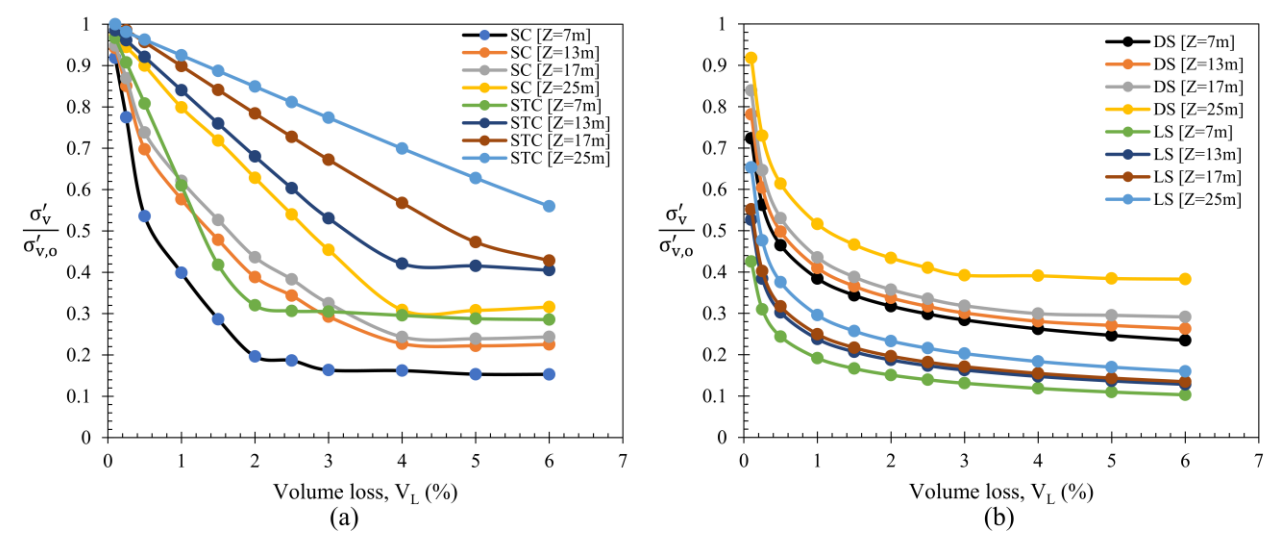 1
0.9
0.8
0.7
0.6
0.5
0.4
0.3
0.2
0.1
0
σ′v
σ′v,o
0 1 2 3 4 5 6 7
Volume loss, VL (%)
(a)
SC [Z=7m]
SC [Z=13m]
SC [Z=17m]
SC [Z=25m]
STC [Z=7m]
STC [Z=13m]
STC [Z=17m]
STC [Z=25m]
1
0.9
0.8
0.7
0.6
0.5
0.4
0.3
0.2
0.1
0
σ′v
σ′v,o
0 1 2 3 4 5 6 7
Volume loss, VL (%)
(b)
DS [Z=7m]
DS [Z=13m]
DS [Z=17m]
DS [Z=25m]
LS [Z=7m]
LS [Z=13m]
LS [Z=17m]
LS [Z=25m]